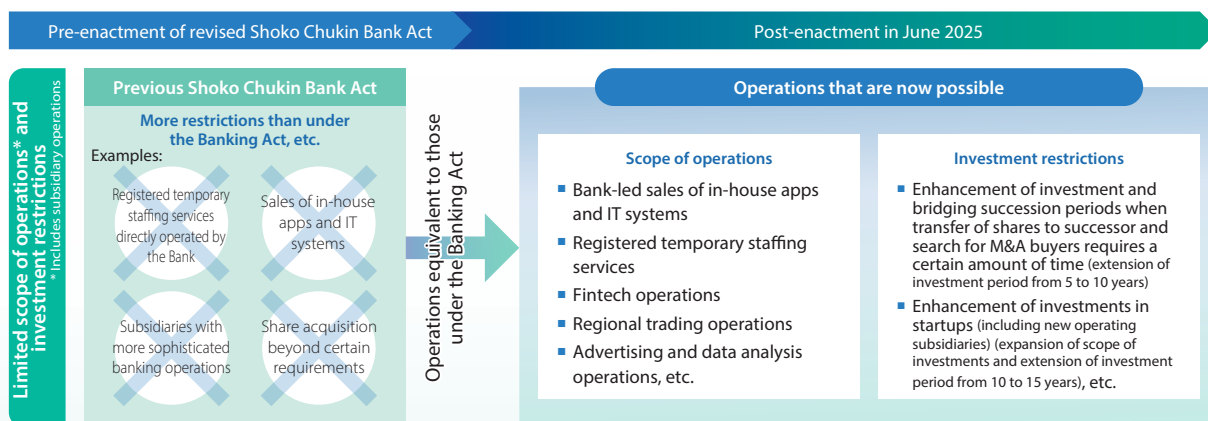 Pre-enactment of revised Shoko Chukin Bank Act
Post-enactment in June 2025
Limited scope of operations* and
investment restrictions
* Includes subsidiary operations
Previous Shoko Chukin Bank Act
More restrictions than under
the Banking Act, etc.
Examples:
Registered temporary
staffing services
directly operated by
the Bank
Sales of in-house
apps and IT
systems
Subsidiaries with
more sophisticated
banking operations
Share acquisition
beyond certain
requirements
Operations equivalent to those
under the Banking Act
Operations that are now possible
Scope of operations
■ Bank-led sales of in-house apps
and IT systems
■ Registered temporary staffing
services
■ Fintech operations
■ Regional trading operations
■ Advertising and data analysis
operations, etc.
Investment restrictions
■ Enhancement of investment and
bridging succession periods when
transfer of shares to successor and
search for M&A buyers requires a
certain amount of time (extension of
investment period from 5 to 10 years)
■ Enhancement of investments in
startups (including new operating
subsidiaries) (expansion of scope of
investments and extension of investment
period from 10 to 15 years), etc.